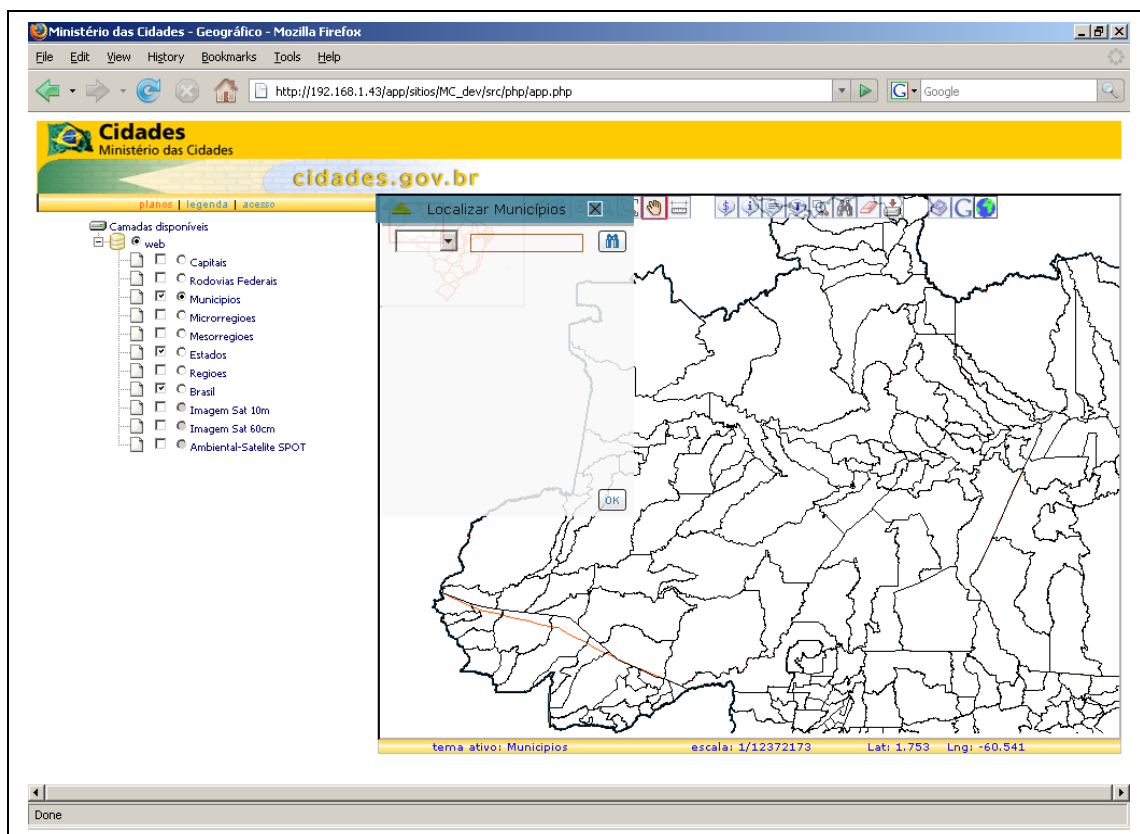 Ministério das Cidades - Geográfico - Mozilla Firefox
File Edit View History Bookmarks Tools Help
http://192.168.1.43/app/sitios/MC_dev/src/php/app.php
G Google
Cidades
Ministério das Cidades
cidades.gov.br
planos | legenda | acesso
Localizar Municípios
Camadas disponíveis
web
Capitais
Rodovias Federais
Municipios
Microrregioes
Mesorregioes
Estados
Regioes
Brasil
Imagem Sat 10m
Imagem Sat 60cm
Ambiental-Satelite SPOT
OK
tema ativo: Municipios escala: 1/12372173 Lat: 1.753 Lng: -60.541
Done